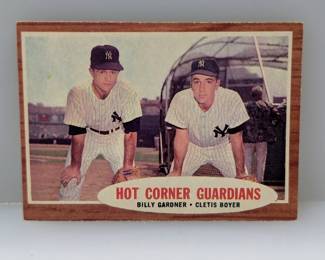 HOT CORNER GUARDIANS
BILLY GARDNER • CLETIS BOYER